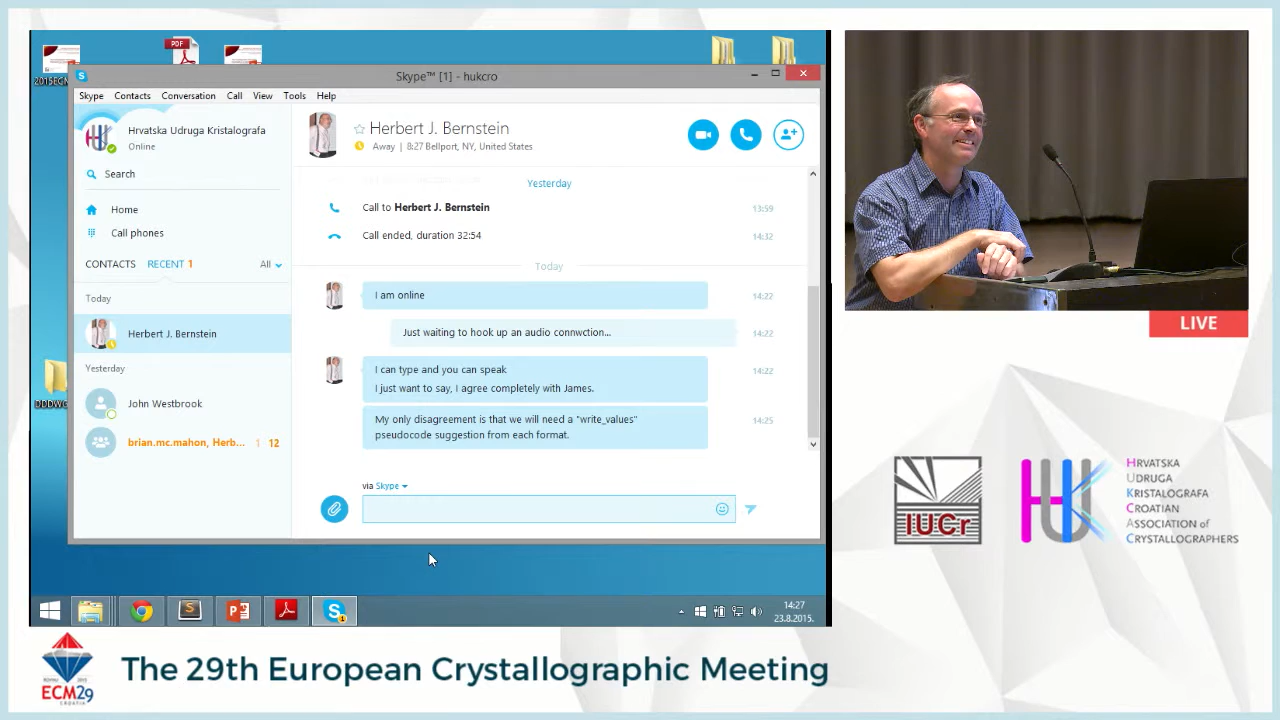 PDF
2015EC
Skype™ [1] - hukcro
Skype Contacts Conversation Call View Tools Help
Hrvatska Udruga Kristalografa
Online
Search
Home
Call phones
CONTACTS RECENT 1 All
Today
Herbert J. Bernstein
Yesterday
John Westbrook
brian.mc.mahon, Herb... 1 12
Herbert J. Bernstein
Away | 8:27 Bellport, NY, United States
Yesterday
Call to Herbert J. Bernstein 13:59
Call ended, duration 32:54 14:32
Today
I am online 14:22
Just waiting to hook up an audio connwction... 14:22
I can type and you can speak 14:22
I just want to say, I agree completely with James.
My only disagreement is that we will need a "write_values" 14:25
pseudocode suggestion from each format.
via Skype
DDDWG
14:27
23.8.2015.
LIVE
IUCr
HRVATSKA
UDRUGA
KRISTALOGRAFA
CROATIAN
ASSOCIATION of
CRYSTALLOGRAPHERS
ECM29
CROATIA
The 29th European Crystallographic Meeting